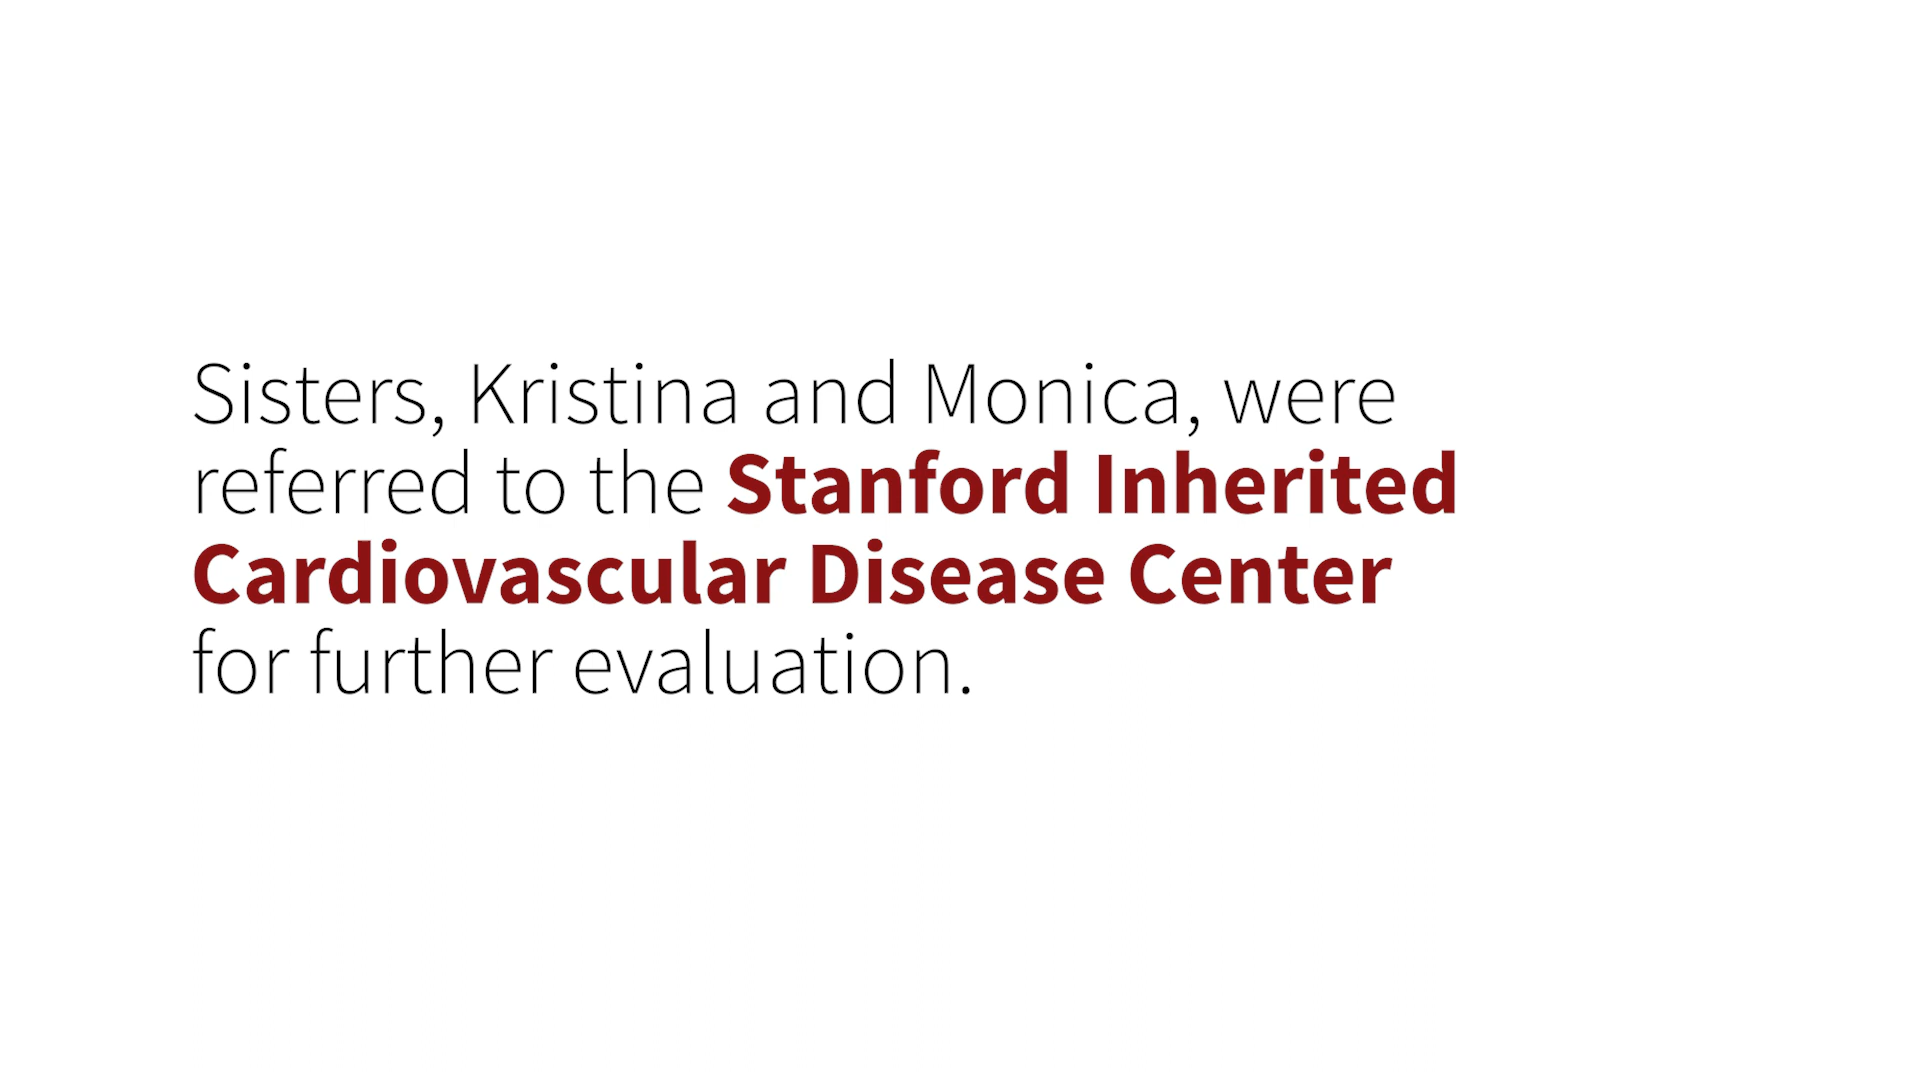 Sisters, Kristina and Monica, were
referred to the Stanford Inherited
Cardiovascular Disease Center
for further evaluation.